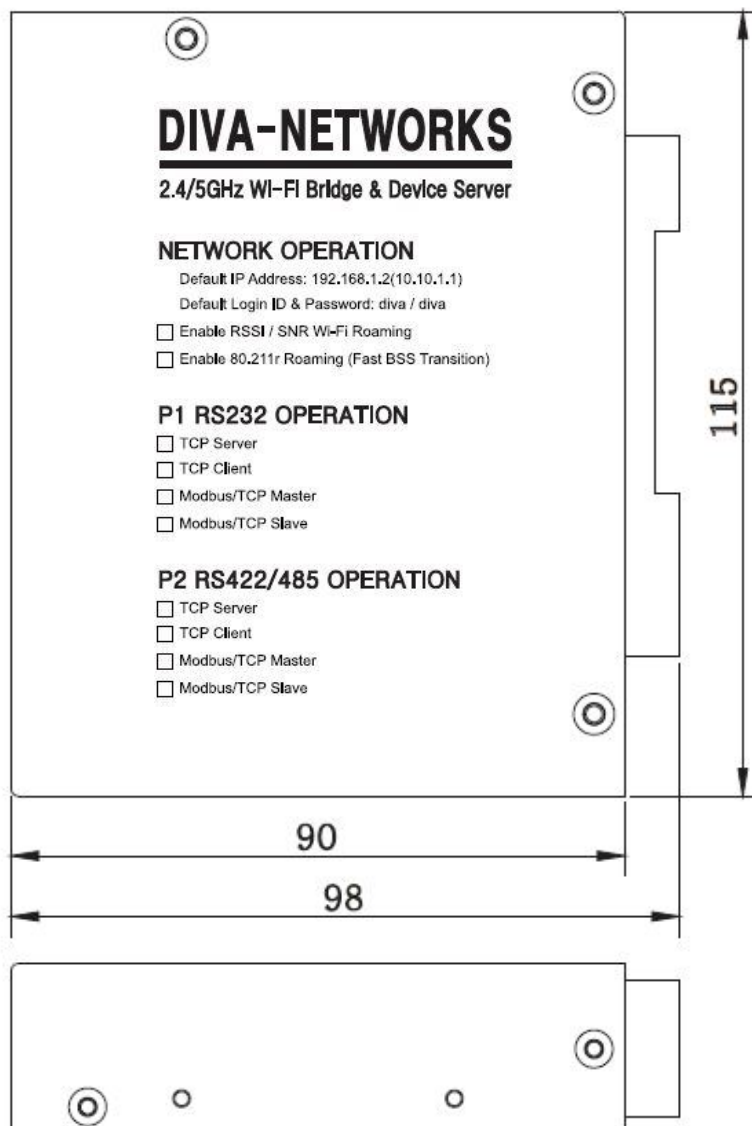 DIVA-NETWORKS
2.4/5GHz Wi-Fi Bridge & Device Server
NETWORK OPERATION
Default IP Address: 192.168.1.2(10.10.1.1)
Default Login ID & Password: diva / diva
Enable RSSI / SNR Wi-Fi Roaming
Enable 80.211r Roaming (Fast BSS Transition)
P1 RS232 OPERATION
TCP Server
TCP Client
Modbus/TCP Master
Modbus/TCP Slave
P2 RS422/485 OPERATION
TCP Server
TCP Client
Modbus/TCP Master
Modbus/TCP Slave
115
90
98